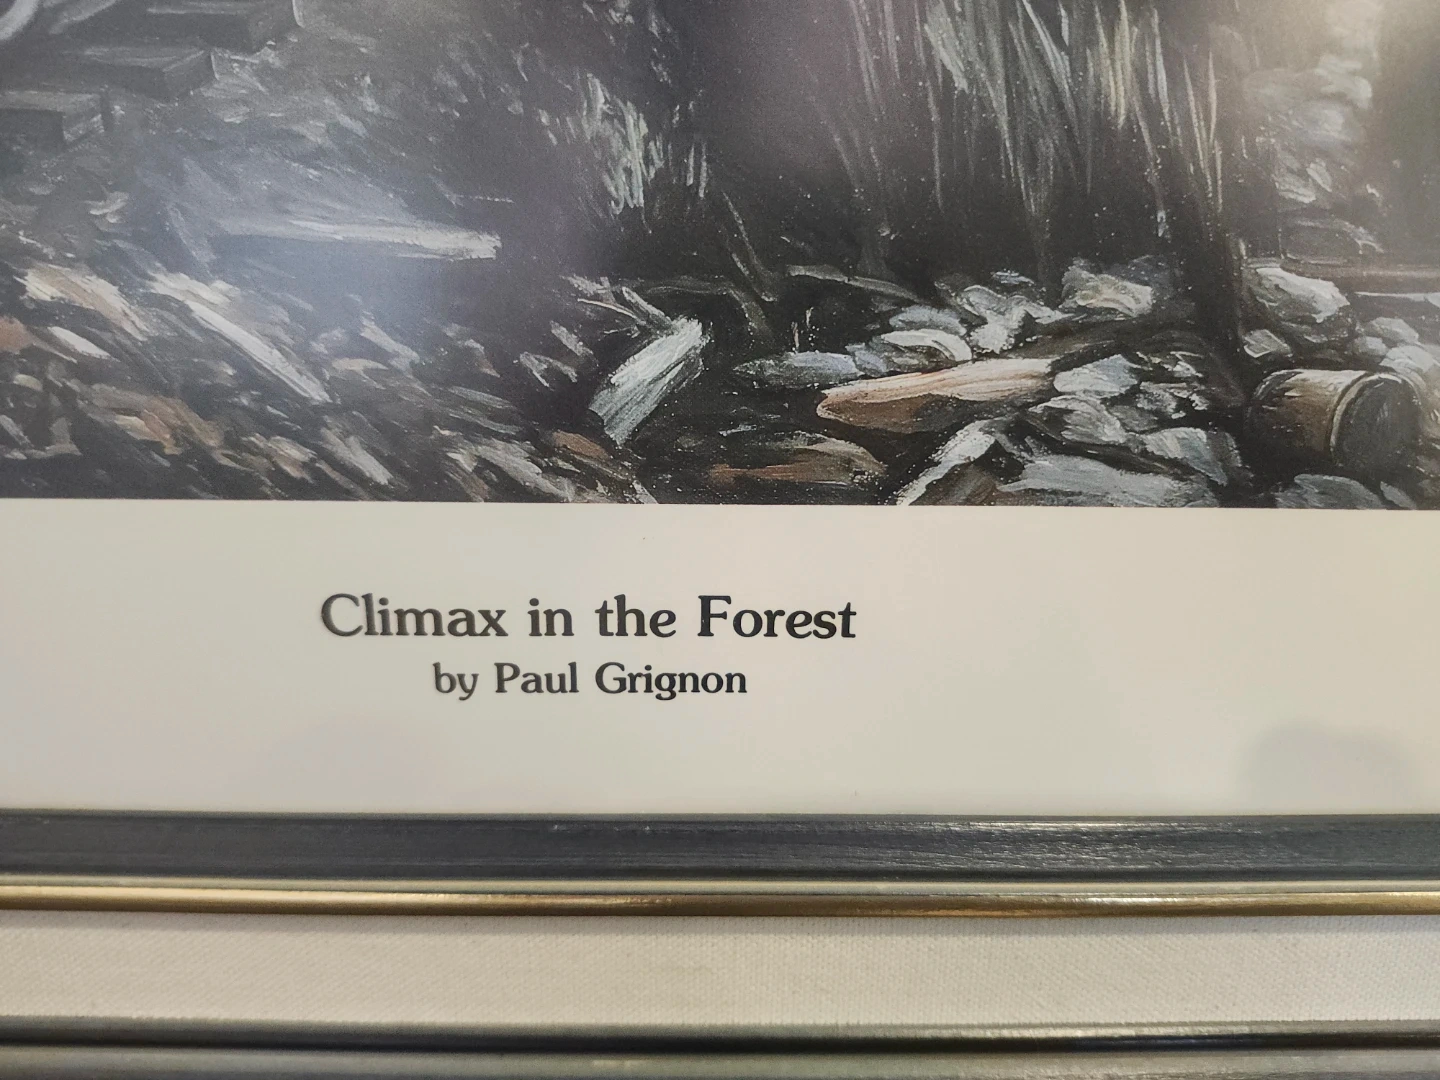 Climax in the Forest
by Paul Grignon